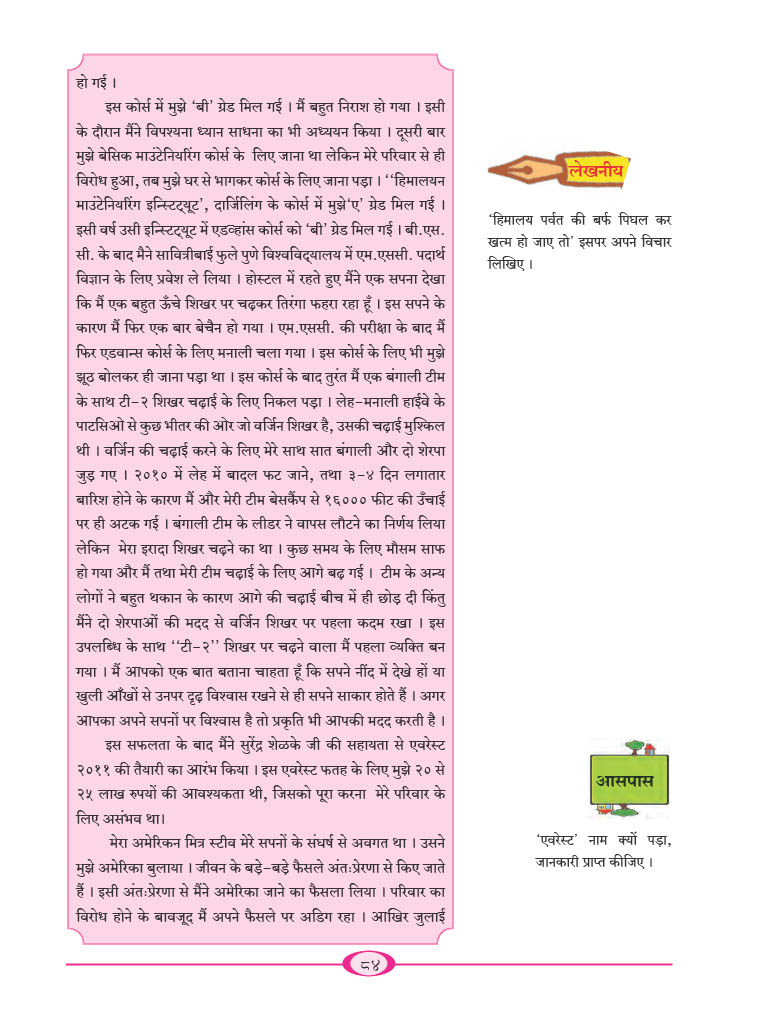 हो गई ।
इस कोर्स में मुझे ‘बी’ ग्रेड मिल गई । मैं बहुत निराश हो गया । इसी
के दौरान मैंने विपश्यना ध्यान साधना का भी अध्ययन किया । दूसरी बार
मुझे बेसिक माउंटेनियरिंग कोर्स के लिए जाना था लेकिन मेरे परिवार से ही
विरोध हुआ, तब मुझे घर से भागकर कोर्स के लिए जाना पड़ा । ‘‘हिमालयन
माउंटेनियरिंग इन्स्टिट्यूट’, दार्जिलिंग के कोर्स में मुझे‘ए’ ग्रेड मिल गई ।
इसी वर्ष उसी इन्स्टिट्यूट में एडव्हांस कोर्स को ‘बी’ ग्रेड मिल गई । बी.एस.
सी. के बाद मैंने सावित्रीबाई फुले पुणे विश्वविद्यालय में एम.एससी. पदार्थ
विज्ञान के लिए प्रवेश ले लिया । होस्टल में रहते हुए मैंने एक सपना देखा
कि मैं एक बहुत ऊँचे शिखर पर चढ़कर तिरंगा फहरा रहा हूँ । इस सपने के
कारण मैं फिर एक बार बेचैन हो गया । एम.एससी. की परीक्षा के बाद मैं
फिर एडवान्स कोर्स के लिए मनाली चला गया । इस कोर्स के लिए भी मुझे
झूठ बोलकर ही जाना पड़ा था । इस कोर्स के बाद तुरंत मैं एक बंगाली टीम
के साथ टी-२ शिखर चढ़ाई के लिए निकल पड़ा । लेह-मनाली हाईवे के
पाटसिओ से कुछ भीतर की ओर जो वर्जिन शिखर है, उसकी चढ़ाई मुश्किल
थी । वर्जिन की चढ़ाई करने के लिए मेरे साथ सात बंगाली और दो शेरपा
जुड़ गए । २०१० में लेह में बादल फट जाने, तथा ३-४ दिन लगातार
बारिश होने के कारण मैं और मेरी टीम बेसकैंप से १९००० फीट की उँचाई
पर ही अटक गई । बंगाली टीम के लीडर ने वापस लौटने का निर्णय लिया
लेकिन मेरा इरादा शिखर चढ़ने का था । कुछ समय के लिए मौसम साफ
हो गया और मैं तथा मेरी टीम चढ़ाई के लिए आगे बढ़ गई । टीम के अन्य
लोगों ने बहुत थकान के कारण आगे की चढ़ाई बीच में ही छोड़ दी किंतु
मैंने दो शेरपाओं की मदद से वर्जिन शिखर पर पहला कदम रखा । इस
उपलब्धि के साथ ‘‘टी-२’’ शिखर पर चढ़ने वाला मैं पहला व्यक्ति बन
गया । मैं आपको एक बात बताना चाहता हूँ कि सपने नींद में देखे हों या
खुली आँखों से उनपर दृढ़ विश्वास रखने से ही सपने साकार होते हैं । अगर
आपका अपने सपनों पर विश्वास है तो प्रकृति भी आपकी मदद करती है ।
इस सफलता के बाद मैंने सुरेंद्र शेळके जी की सहायता से एवरेस्ट
२०११ की तैयारी का आरंभ किया । इस एवरेस्ट फतह के लिए मुझे २० से
२५ लाख रुपयों की आवश्यकता थी, जिसको पूरा करना मेरे परिवार के
लिए असंभव था।
मेरा अमेरिकन मित्र स्टीव मेरे सपनों के संघर्ष से अवगत था । उसने
मुझे अमेरिका बुलाया । जीवन के बड़े-बड़े फैसले अंतःप्रेरणा से किए जाते
हैं । इसी अंतःप्रेरणा से मैंने अमेरिका जाने का फैसला लिया । परिवार का
विरोध होने के बावजूद मैं अपने फैसले पर अडिग रहा । आखिर जुलाई
लेखनीय
‘हिमालय पर्वत की बर्फ पिघल कर
खत्म हो जाए तो’ इसपर अपने विचार
लिखिए ।
आसपास
‘एवरेस्ट’ नाम क्यों पड़ा,
जानकारी प्राप्त कीजिए ।
८४